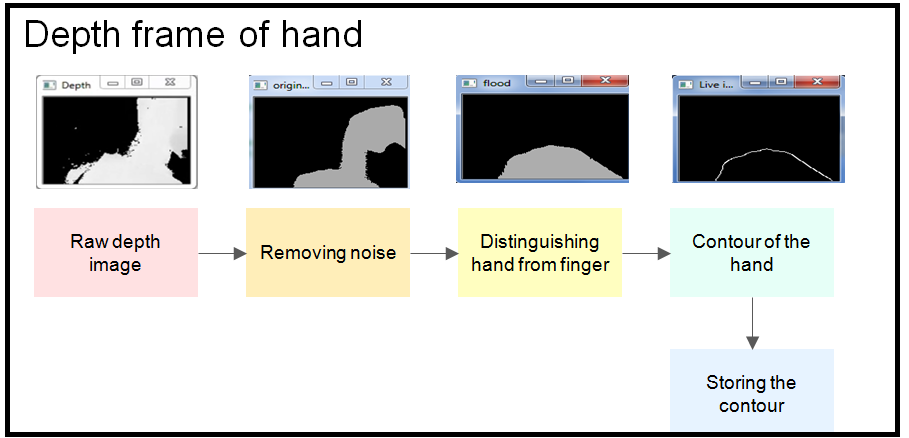 Depth frame of hand
Depth
origin...
flood
Live i...
Raw depth
image
Removing noise
Distinguishing
hand from finger
Contour of the
hand
Storing the
contour